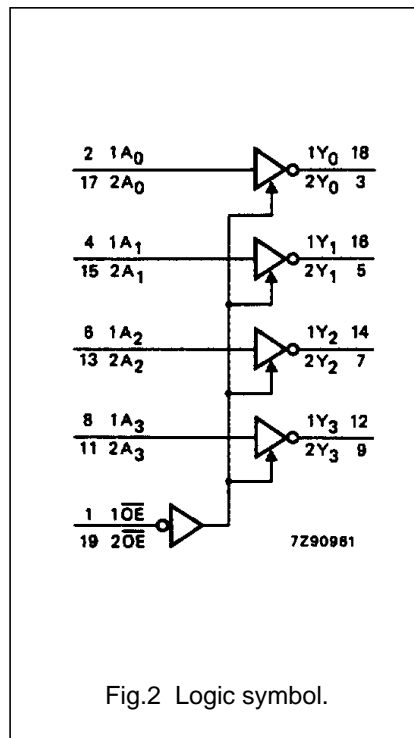 2 1A0 1Y0 18
17 2A0 2Y0 3
4 1A1 1Y1 16
15 2A1 2Y1 5
6 1A2 1Y2 14
13 2A2 2Y2 7
8 1A3 1Y3 12
11 2A3 2Y3 9
1 1O̅E̅
19 2O̅E̅ 7Z90961
Fig.2 Logic symbol.